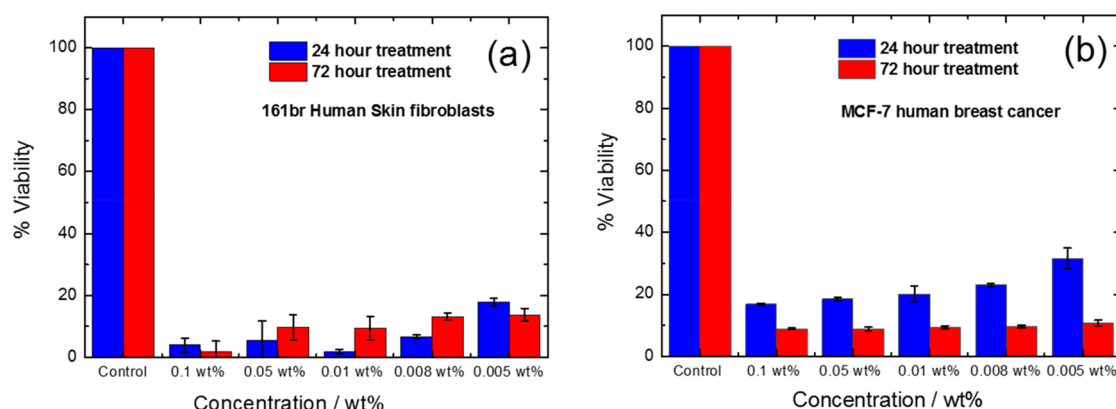 (a)
24 hour treatment
72 hour treatment
161br Human Skin fibroblasts
% Viability
100
80
60
40
20
0
Control
0.1 wt%
0.05 wt%
0.01 wt%
0.008 wt%
0.005 wt%
Concentration / wt%
(b)
24 hour treatment
72 hour treatment
MCF-7 human breast cancer
% Viability
100
80
60
40
20
0
Control
0.1 wt%
0.05 wt%
0.01 wt%
0.008 wt%
0.005 wt%
Concentration / wt%